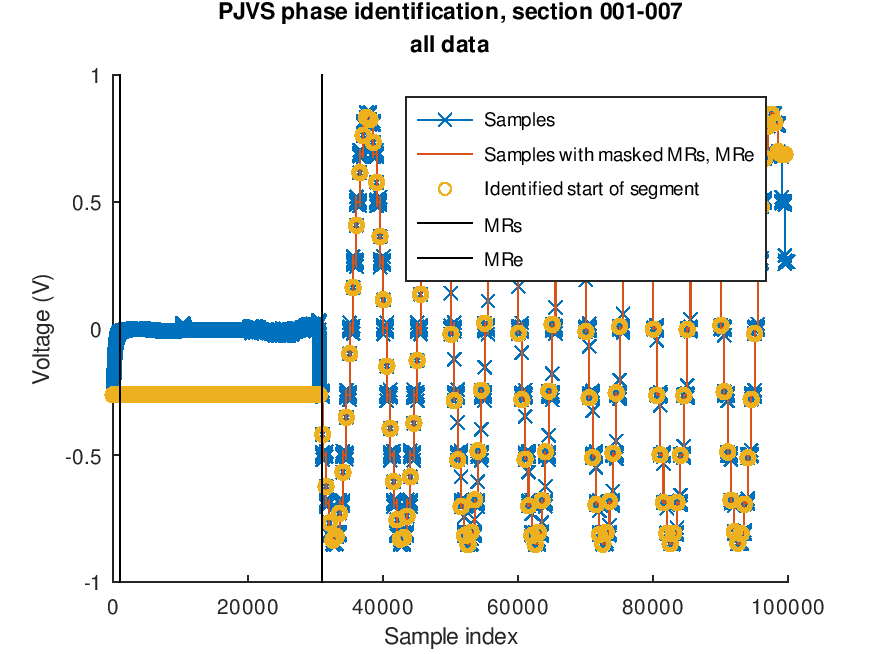 PJVS phase identification, section 001-007
all data
1
0.5
0
-0.5
-1
Voltage (V)
Samples
Samples with masked MRs, MRe
Identified start of segment
MRs
MRe
0
20000
40000
60000
80000
100000
Sample index